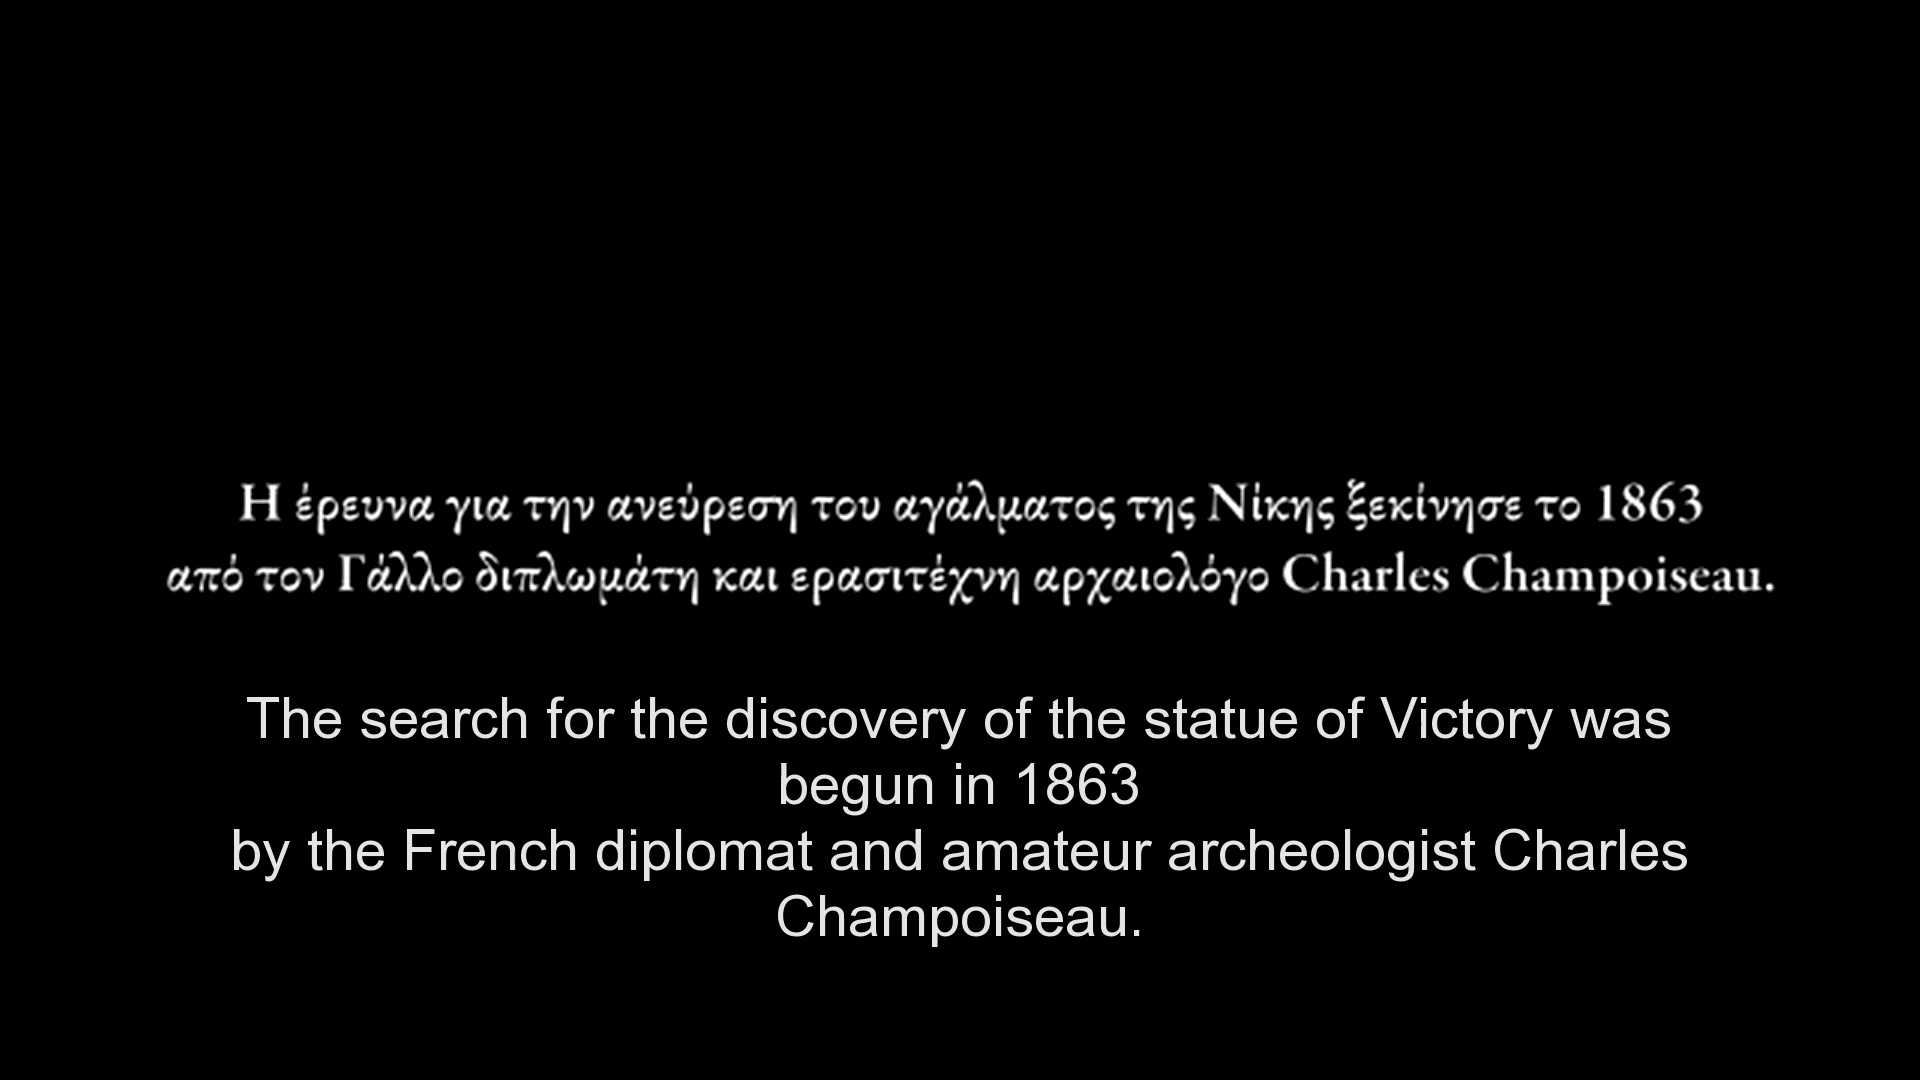 Η έρευνα για την ανεύρεση του αγάλματος της Νίκης ξεκίνησε το 1863
από τον Γάλλο διπλωμάτη και ερασιτέχνη αρχαιολόγο Charles Champoiseau.
The search for the discovery of the statue of Victory was
begun in 1863
by the French diplomat and amateur archeologist Charles
Champoiseau.